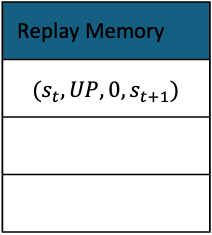 Replay Memory
(s_t, UP, 0, s_{t+1})